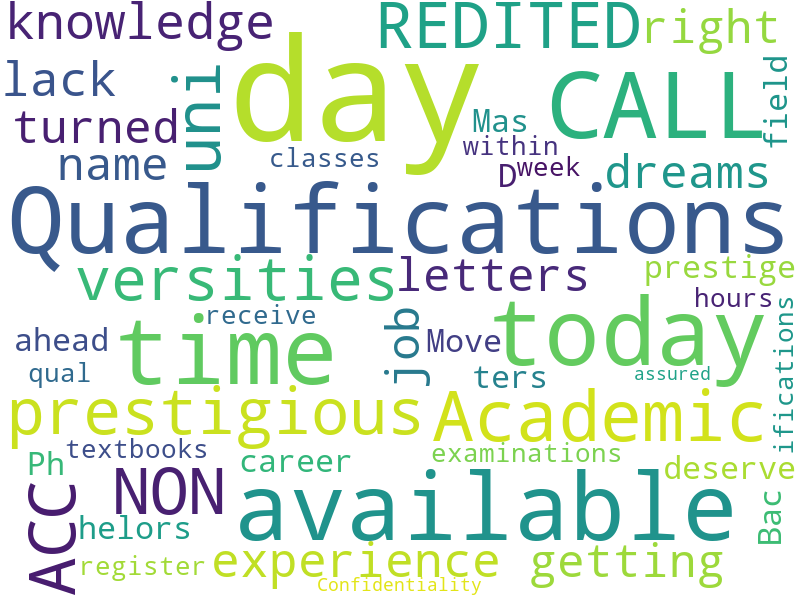 knowledge
REDITED
right
lack
uni
day
CALL
field
turned
Mas
within
name
classes
D
week
dreams
Qualifications
versities
letters
prestige
hours
receive
ahead
time
job
Move
today
ifications
qual
ters
assured
prestigious
Academic
textbooks
examinations
Ph
career
deserve
ACC
NON
available
Bac
helors
register
experience
getting
Confidentiality